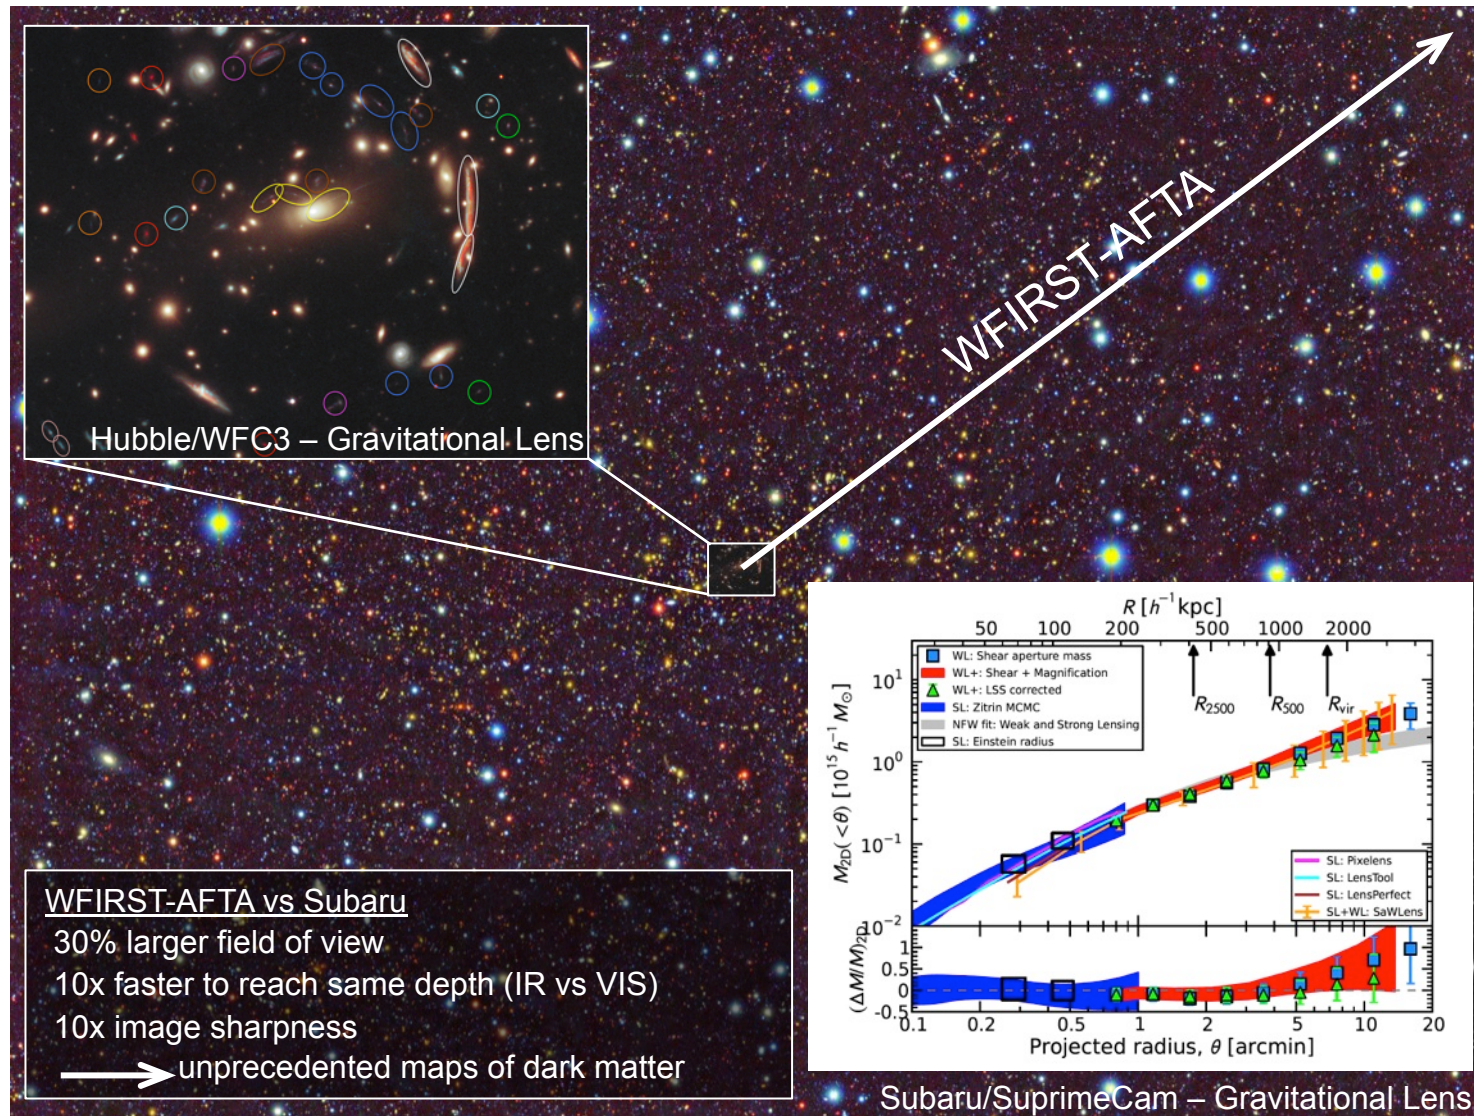 Hubble/WFC3 – Gravitational Lens
WFIRST-AFTA
WFIRST-AFTA vs Subaru
30% larger field of view
10x faster to reach same depth (IR vs VIS)
10x image sharpness
unprecedented maps of dark matter
R [h⁻¹ kpc]
50 100 200 500 1000 2000
WL: Shear aperture mass
WL+: Shear + Magnification
WL+: LSS corrected
SL: Zitrin MCMC
NFW fit: Weak and Strong Lensing
SL: Einstein radius
R₂₅₀₀ R₅₀₀ Rvir
M₂D(<θ) [10¹⁵ h⁻¹ M⊙]
10¹
10⁰
10⁻¹
10⁻²
SL: Pixelens
SL: LensTool
SL: LensPerfect
SL+WL: SaWLens
(ΔM/M)₂D
1
0.5
0
-0.5
0.1 0.2 0.5 1 2 5 10 20
Projected radius, θ [arcmin]
Subaru/SuprimeCam – Gravitational Lens